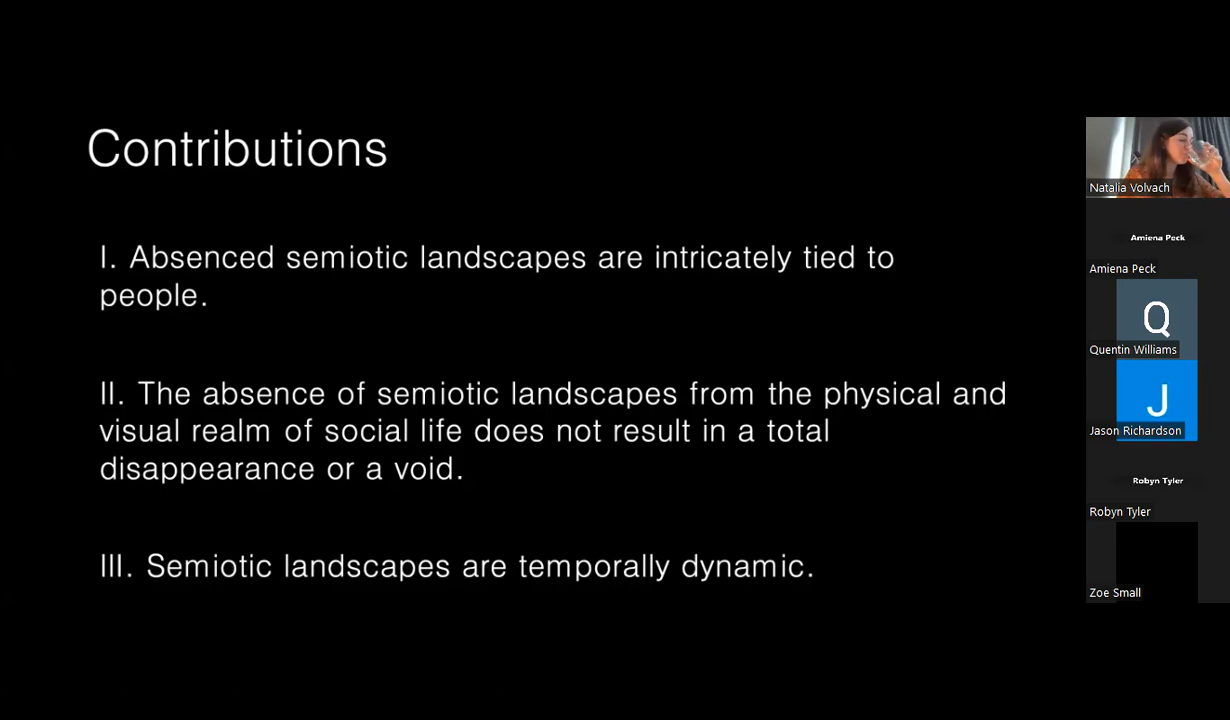 Contributions
I. Absenced semiotic landscapes are intricately tied to
people.
II. The absence of semiotic landscapes from the physical and
visual realm of social life does not result in a total
disappearance or a void.
III. Semiotic landscapes are temporally dynamic.
Natalia Volvach
Amiena Peck
Amiena Peck
Q
Quentin Williams
J
Jason Richardson
Robyn Tyler
Robyn Tyler
Zoe Small